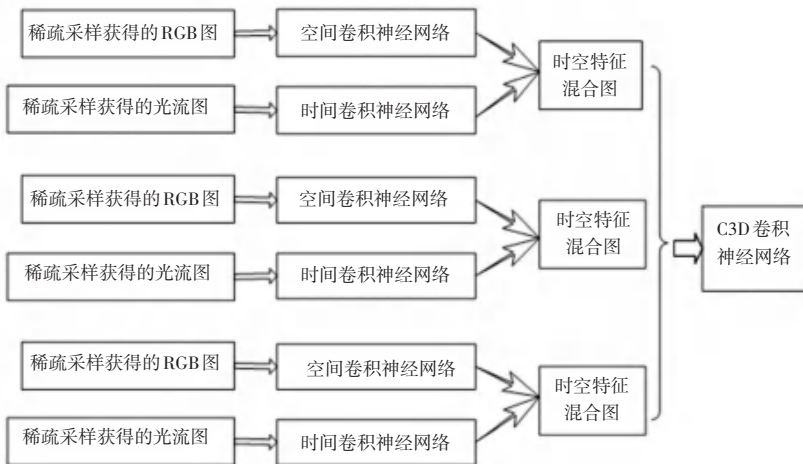 稀疏采样获得的RGB图
空间卷积神经网络
时空特征
混合图
稀疏采样获得的光流图
时间卷积神经网络
稀疏采样获得的RGB图
空间卷积神经网络
时空特征
混合图
稀疏采样获得的光流图
时间卷积神经网络
C3D卷积
神经网络
稀疏采样获得的RGB图
空间卷积神经网络
时空特征
混合图
稀疏采样获得的光流图
时间卷积神经网络